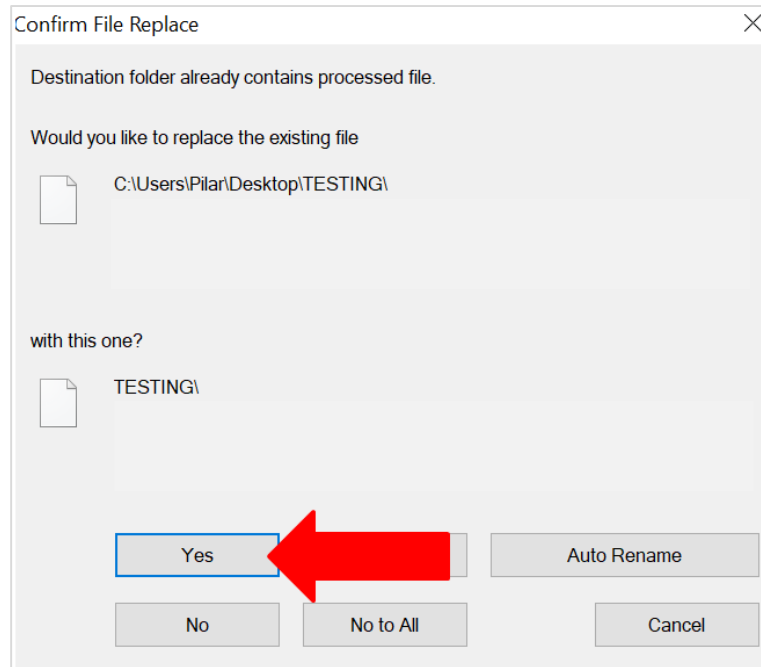 Confirm File Replace
Destination folder already contains processed file.
Would you like to replace the existing file
C:\Users\Pilar\Desktop\TESTING\
with this one?
TESTING\
Yes
Auto Rename
No
No to All
Cancel